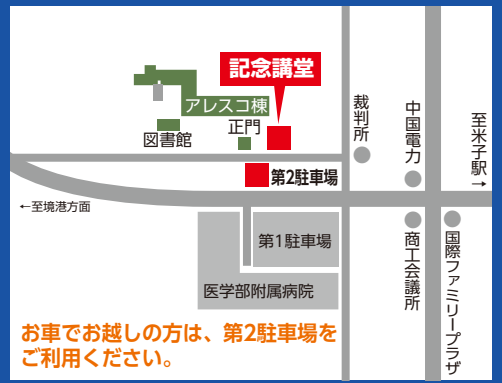 記念講堂
アレスコ棟
図書館
正門
裁判所
中国電力
至米子駅→
第2駐車場
←至境港方面
第1駐車場
商工会議所
国際ファミリープラザ
医学部附属病院
お車でお越しの方は、第2駐車場を
ご利用ください。